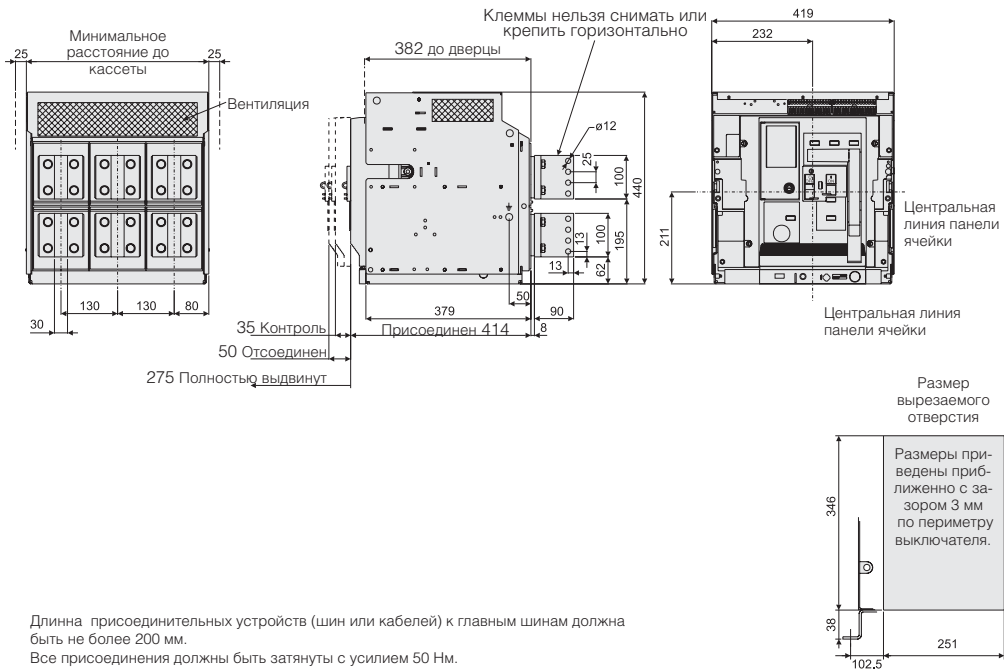 25
Минимальное
расстояние до
кассеты
25
Вентиляция
130
130
80
30
Клеммы нельзя снимать или
крепить горизонтально
382 до дверцы
ø12
25
100
440
195
100
13
62
13
50
379
90
35 Контроль
Присоединен 414
8
50 Отсоединен
275 Полностью выдвинут
419
232
211
Центральная
линия панели
ячейки
Центральная линия
панели ячейки
Размер
вырезаемого
отверстия
Размеры при-
ведены приб-
лиженно с за-
зором 3 мм
по периметру
выключателя.
346
38
251
102.5
Длинна присоединительных устройств (шин или кабелей) к главным шинам должна
быть не более 200 мм.
Все присоединения должны быть затянуты с усилием 50 Нм.